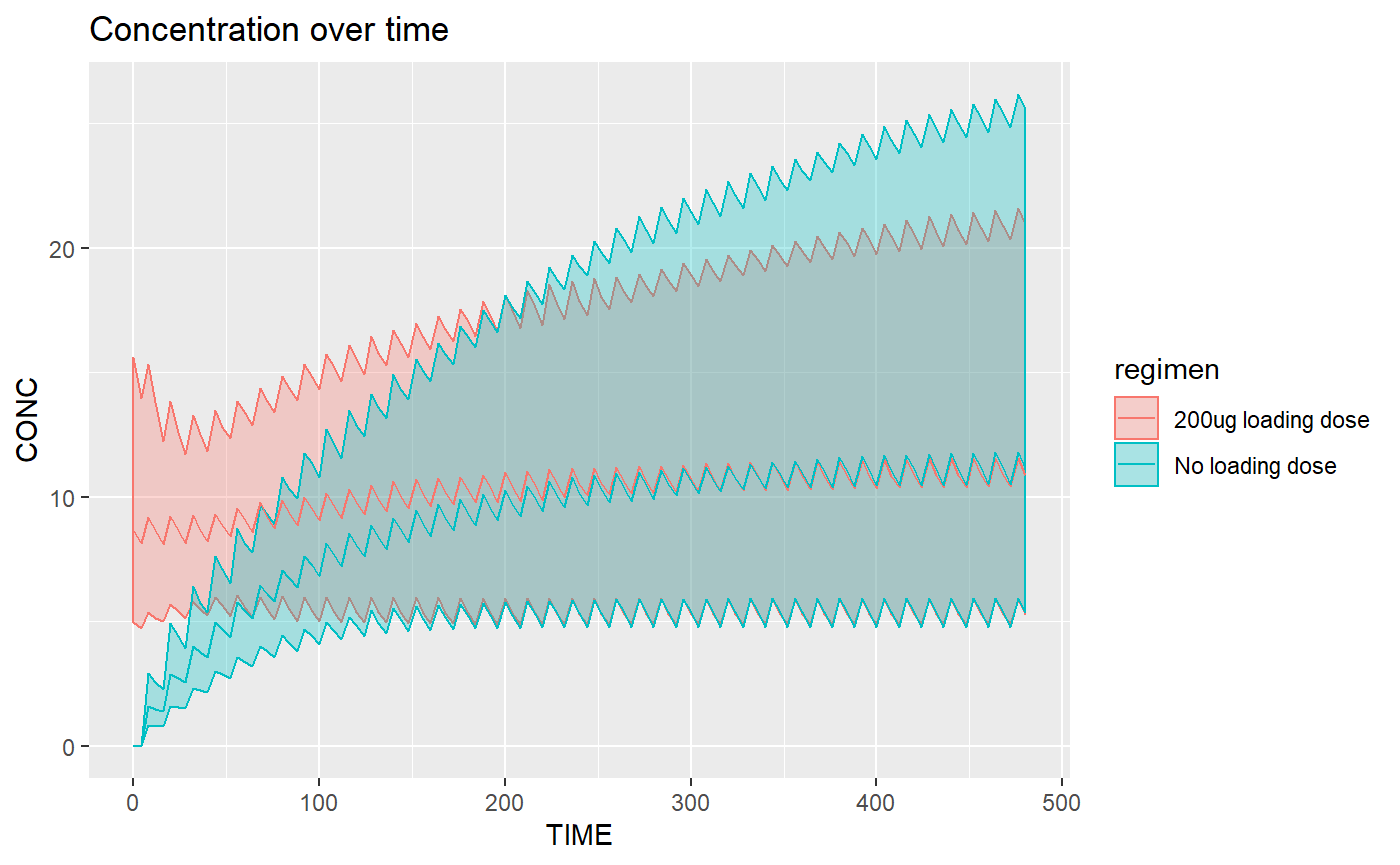 Concentration over time
CONC
20
10
0
0 100 200 300 400 500
TIME
regimen
200ug loading dose
No loading dose